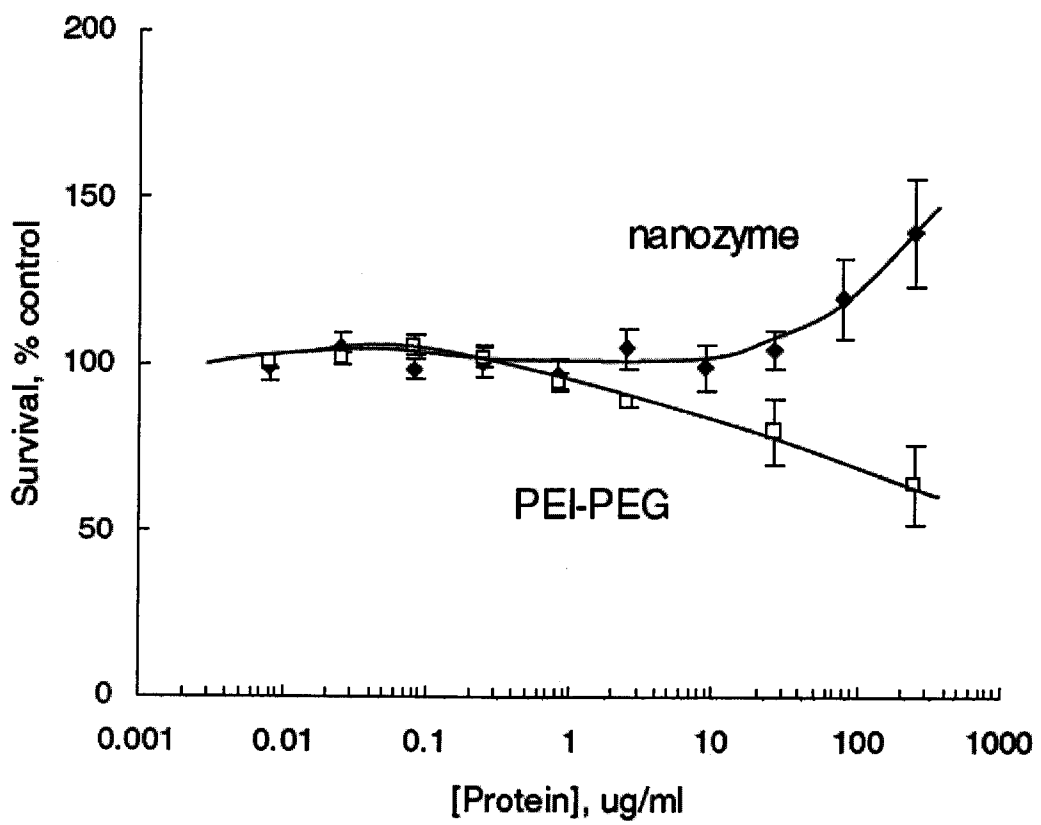 200
150
100
50
0
Survival, % control
nanozyme
PEI-PEG
0.001 0.01 0.1 1 10 100 1000
[Protein], ug/ml